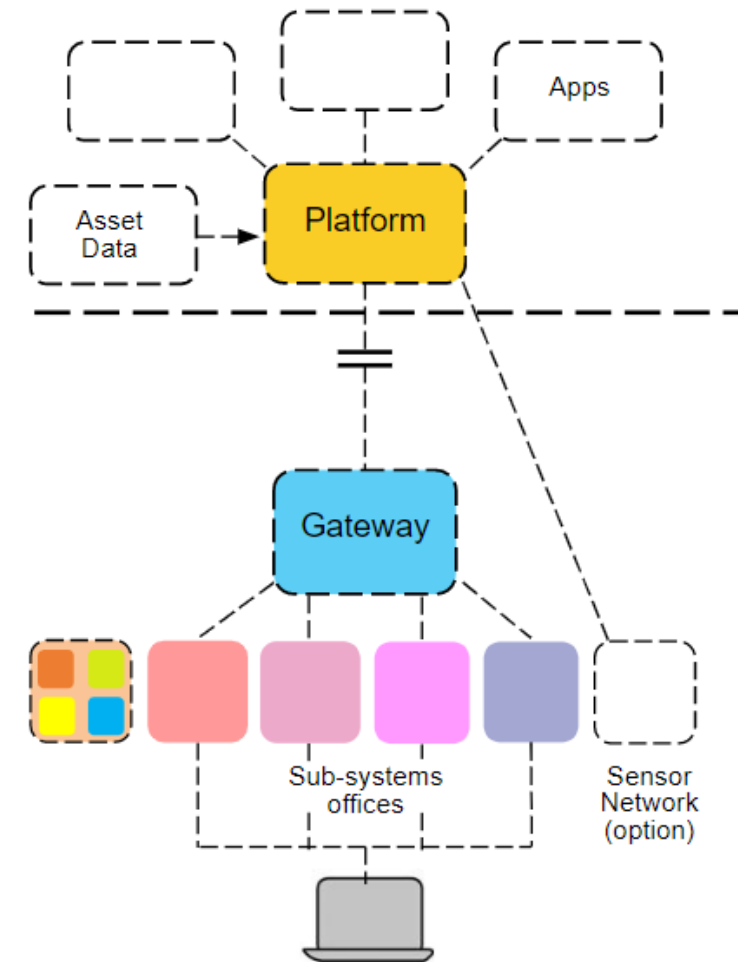 Apps
Platform
Asset
Data
Gateway
Sub-systems
offices
Sensor
Network
(option)